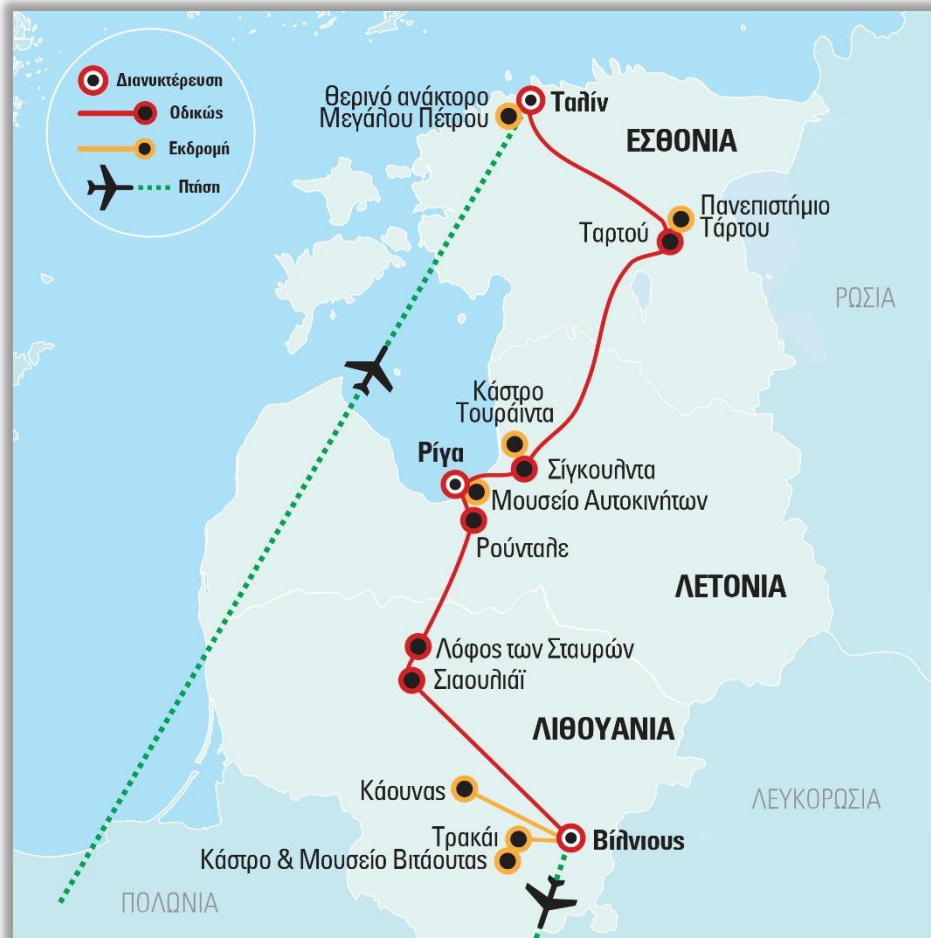 Διανυκτέρευση
Οδικώς
Εκδρομή
Πτήση
Θερινό ανάκτορο
Μεγάλου Πέτρου
Ταλίν
ΕΣΘΟΝΙΑ
Πανεπιστήμιο
Τάρτου
Ταρτού
ΡΩΣΙΑ
Κάστρο
Τουράιντα
Ρίγα
Σίγκουλντα
Μουσείο Αυτοκινήτων
Ρούνταλε
ΛΕΤΟΝΙΑ
Λόφος των Σταυρών
Σιαουλιάϊ
ΛΙΘΟΥΑΝΙΑ
Κάουνας
ΛΕΥΚΟΡΩΣΙΑ
Τρακάι
Βίλνιους
Κάστρο & Μουσείο Βιτάουτας
ΠΟΛΩΝΙΑ